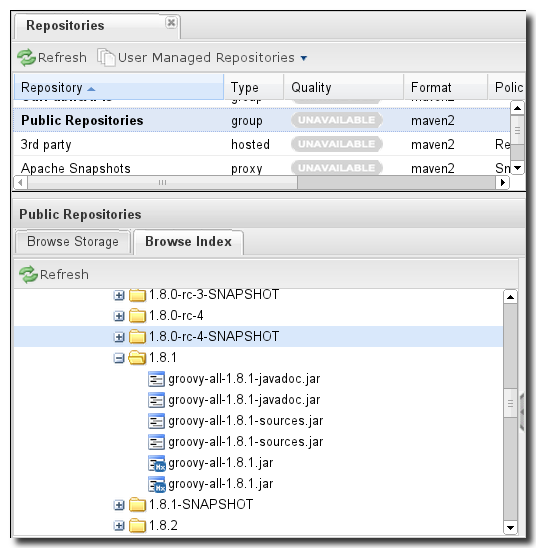 Repositories
Refresh User Managed Repositories
Repository Type Quality Format Polic
group maven2
Public Repositories group UNAVAILABLE maven2
3rd party hosted UNAVAILABLE maven2 Re
Apache Snapshots proxy UNAVAILABLE maven2 Sn
Public Repositories
Browse Storage Browse Index
Refresh
1.8.0-rc-3-SNAPSHOT
1.8.0-rc-4
1.8.0-rc-4-SNAPSHOT
1.8.1
groovy-all-1.8.1-javadoc.jar
groovy-all-1.8.1-javadoc.jar
groovy-all-1.8.1-sources.jar
groovy-all-1.8.1-sources.jar
groovy-all-1.8.1.jar
groovy-all-1.8.1.jar
1.8.1-SNAPSHOT
1.8.2